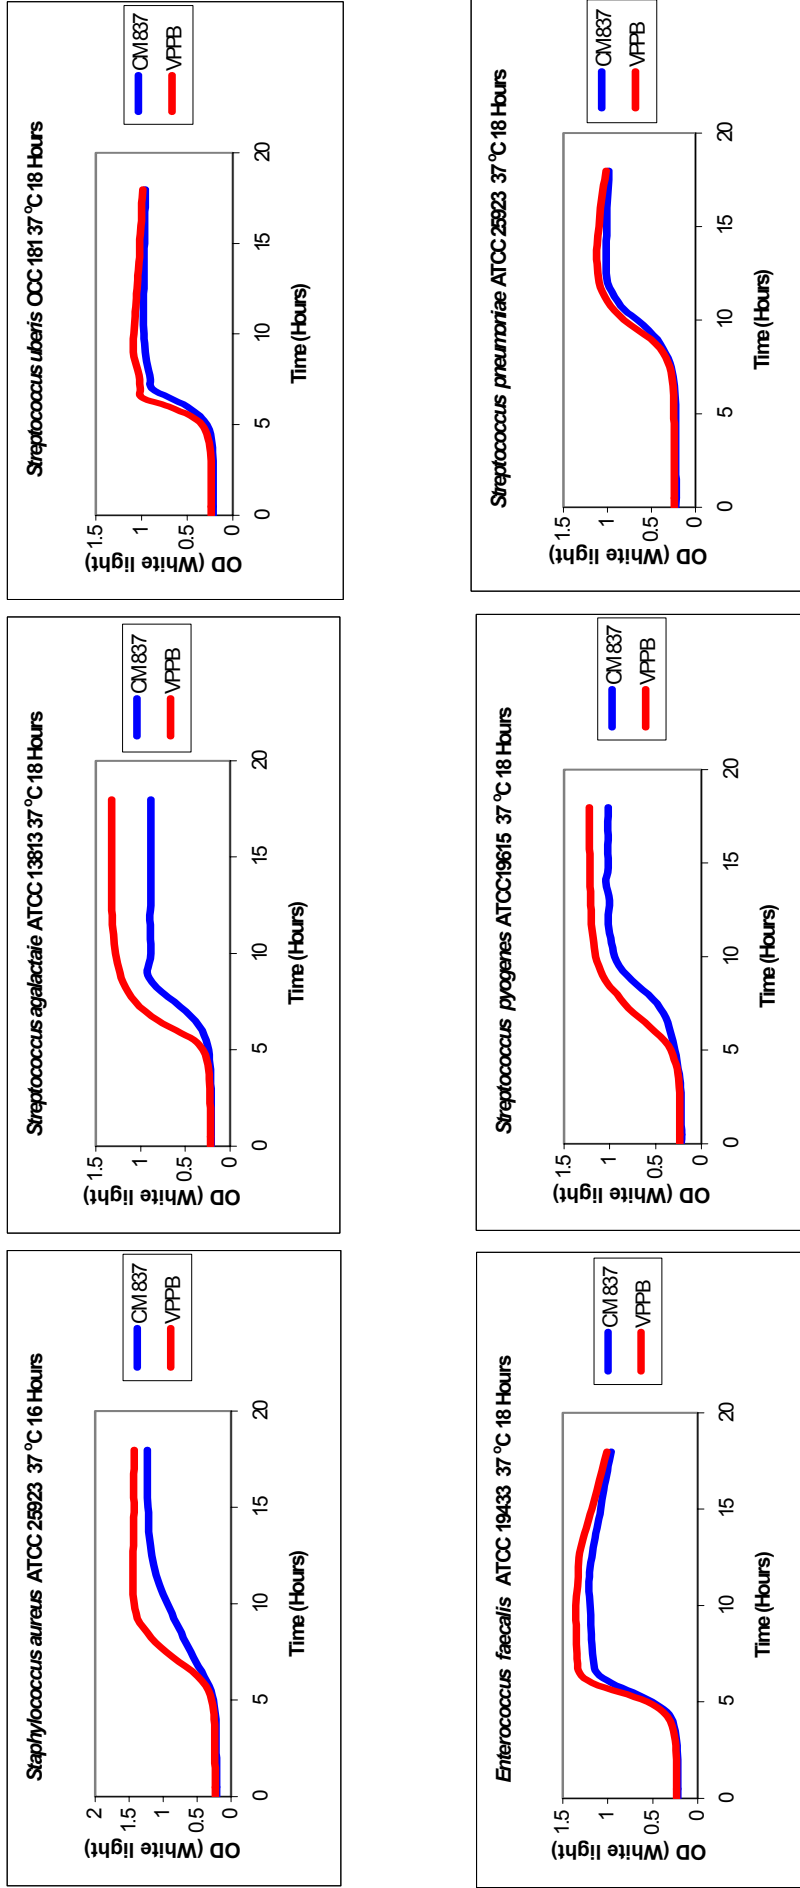 Staphylococcus aureus ATCC 25923 37 °C 16 Hours
OD (White light)
2
1.5
1
0.5
0
0 5 10 15 20
Time (Hours)
CM837
VPPB
Streptococcus agalactaie ATCC 13813 37 °C 18 Hours
OD (White light)
1.5
1
0.5
0
0 5 10 15 20
Time (Hours)
CM837
VPPB
Streptococcus uberis OCC 181 37 °C 18 Hours
OD (White light)
1.5
1
0.5
0
0 5 10 15 20
Time (Hours)
CM837
VPPB
Enterococcus faecalis ATCC 19433 37 °C 18 Hours
OD (White light)
1.5
1
0.5
0
0 5 10 15 20
Time (Hours)
CM837
VPPB
Streptococcus pyogenes ATCC19615 37 °C 18 Hours
OD (White light)
1.5
1
0.5
0
0 5 10 15 20
Time (Hours)
CM837
VPPB
Streptococcus pneumoniae ATCC 25923 37 °C 18 Hours
OD (White light)
1.5
1
0.5
0
0 5 10 15 20
Time (Hours)
CM837
VPPB